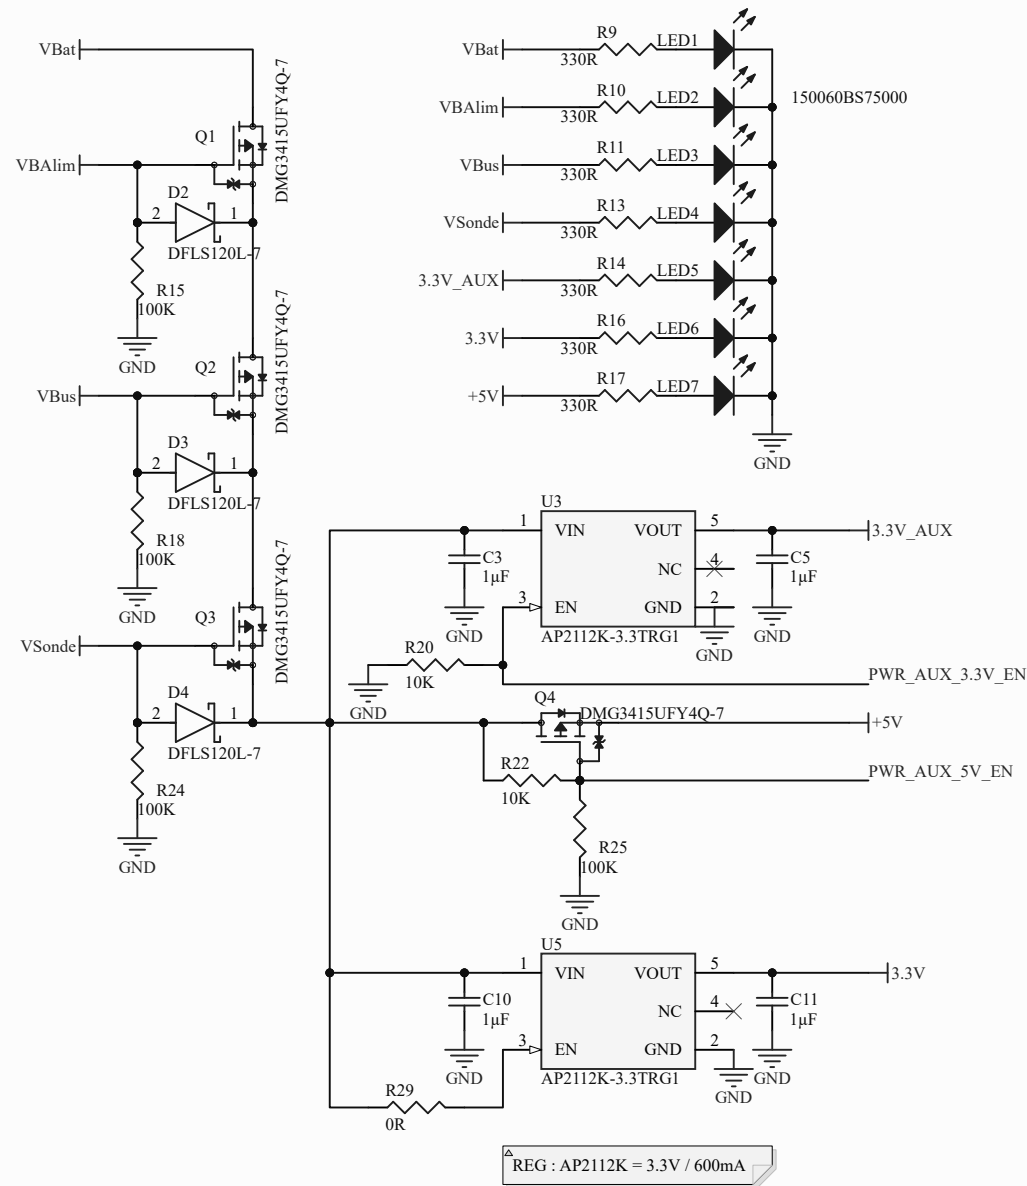 VBat
Q1
DMG3415UFY4Q-7
VBAlim
D2
2
1
DFLS120L-7
R15
100K
GND
Q2
DMG3415UFY4Q-7
VBus
D3
2
1
DFLS120L-7
R18
100K
GND
Q3
DMG3415UFY4Q-7
VSonde
D4
2
1
DFLS120L-7
R24
100K
GND
VBat
R9
330R
LED1
VBAlim
R10
330R
LED2
150060BS75000
VBus
R11
330R
LED3
VSonde
R13
330R
LED4
3.3V_AUX
R14
330R
LED5
3.3V
R16
330R
LED6
+5V
R17
330R
LED7
GND
U3
1
VIN
VOUT
5
3.3V_AUX
C3
1µF
GND
NC
4
C5
1µF
GND
3
EN
GND
2
GND
AP2112K-3.3TRG1
R20
10K
GND
PWR_AUX_3.3V_EN
Q4
DMG3415UFY4Q-7
+5V
R22
10K
PWR_AUX_5V_EN
R25
100K
GND
U5
1
VIN
VOUT
5
3.3V
C10
1µF
GND
NC
4
C11
1µF
GND
3
EN
GND
2
GND
AP2112K-3.3TRG1
R29
0R
REG : AP2112K = 3.3V / 600mA